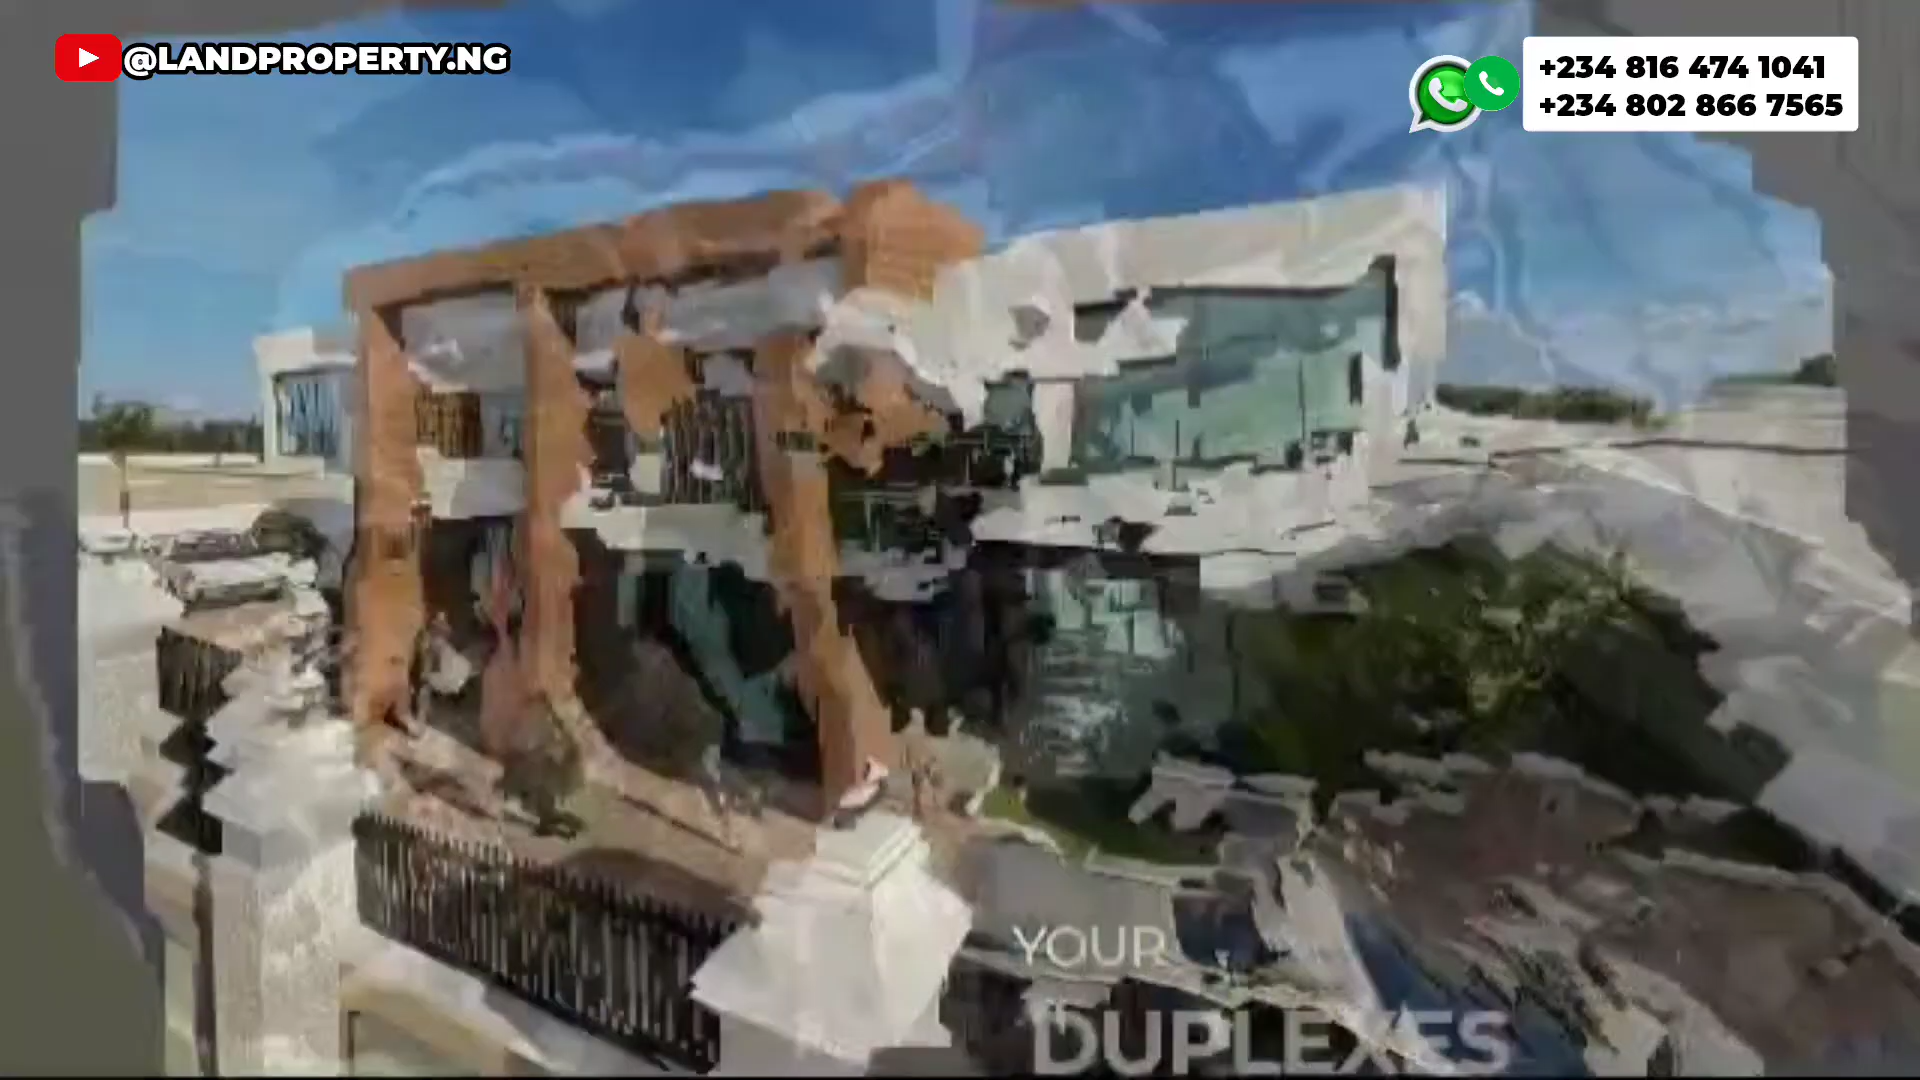 @LANDPROPERTY.NG
+234 816 474 1041
+234 802 866 7565
YOUR
DUPLEXES